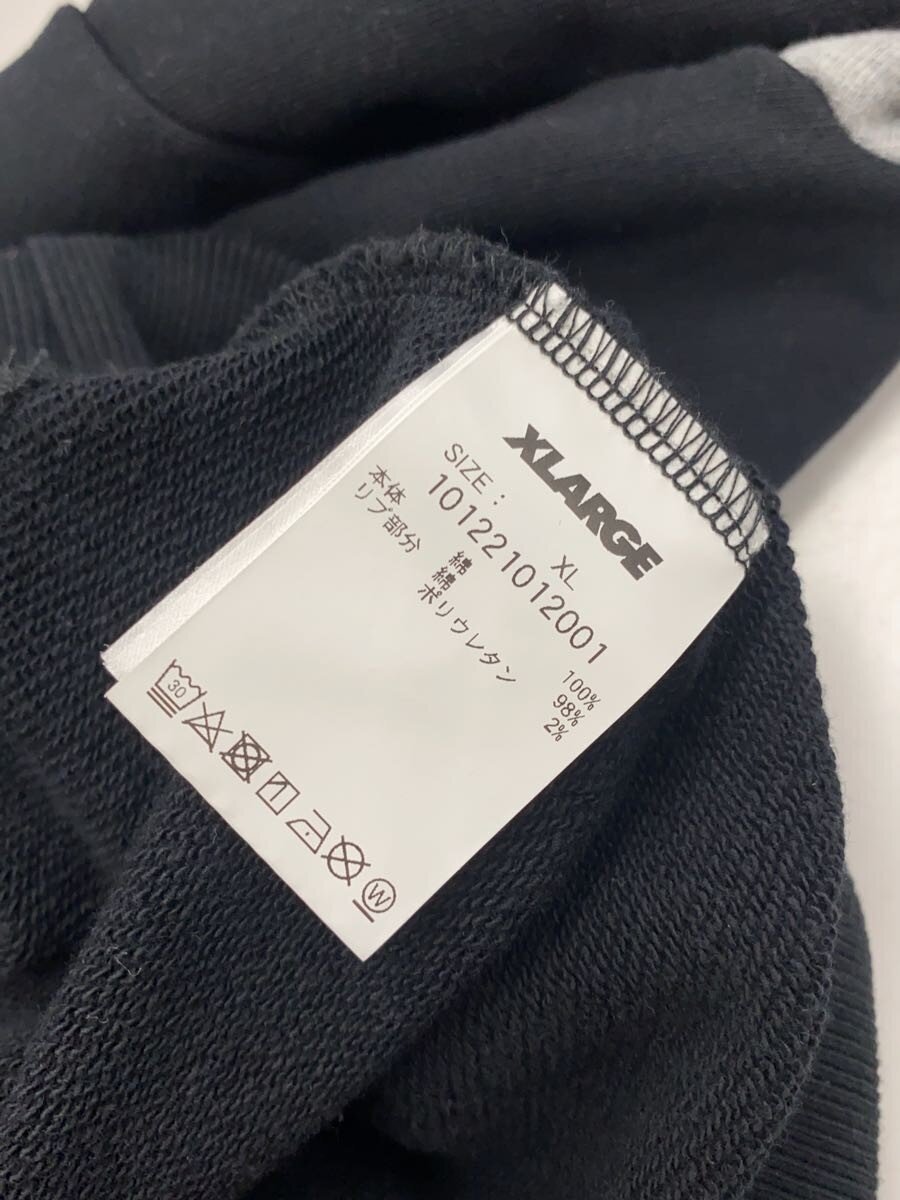 XLARGE
SIZE: XL
101221012001
本体 綿 100%
リブ部分 綿 98%
ポリウレタン 2%
30
W